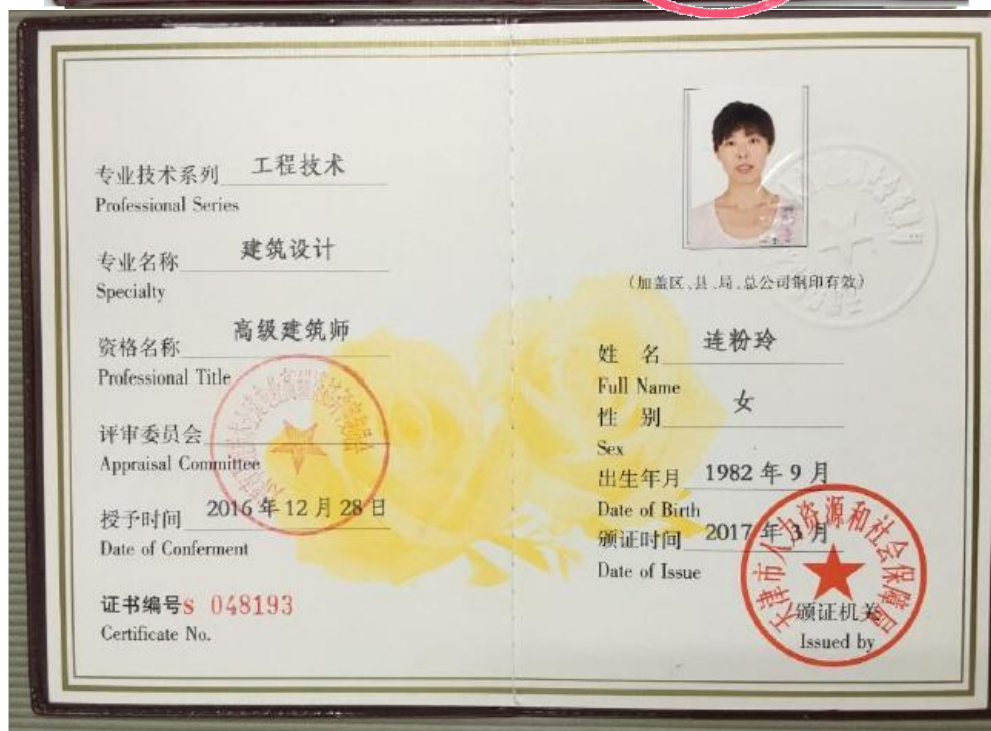 专业技术系列 工程技术
Professional Series
专业名称 建筑设计
Specialty
资格名称 高级建筑师
Professional Title
评审委员会
Appraisal Committee
授予时间 2016 年 12 月 28 日
Date of Conferment
证书编号S 048193
Certificate No.
(加盖区、县、局、总公司钢印有效)
姓 名 连粉玲
Full Name
性 别 女
Sex
出生年月 1982 年 9 月
Date of Birth
颁证时间 2017 年 3 月
Date of Issue
天津市人力资源和社会保障局
颁证机关
Issued by